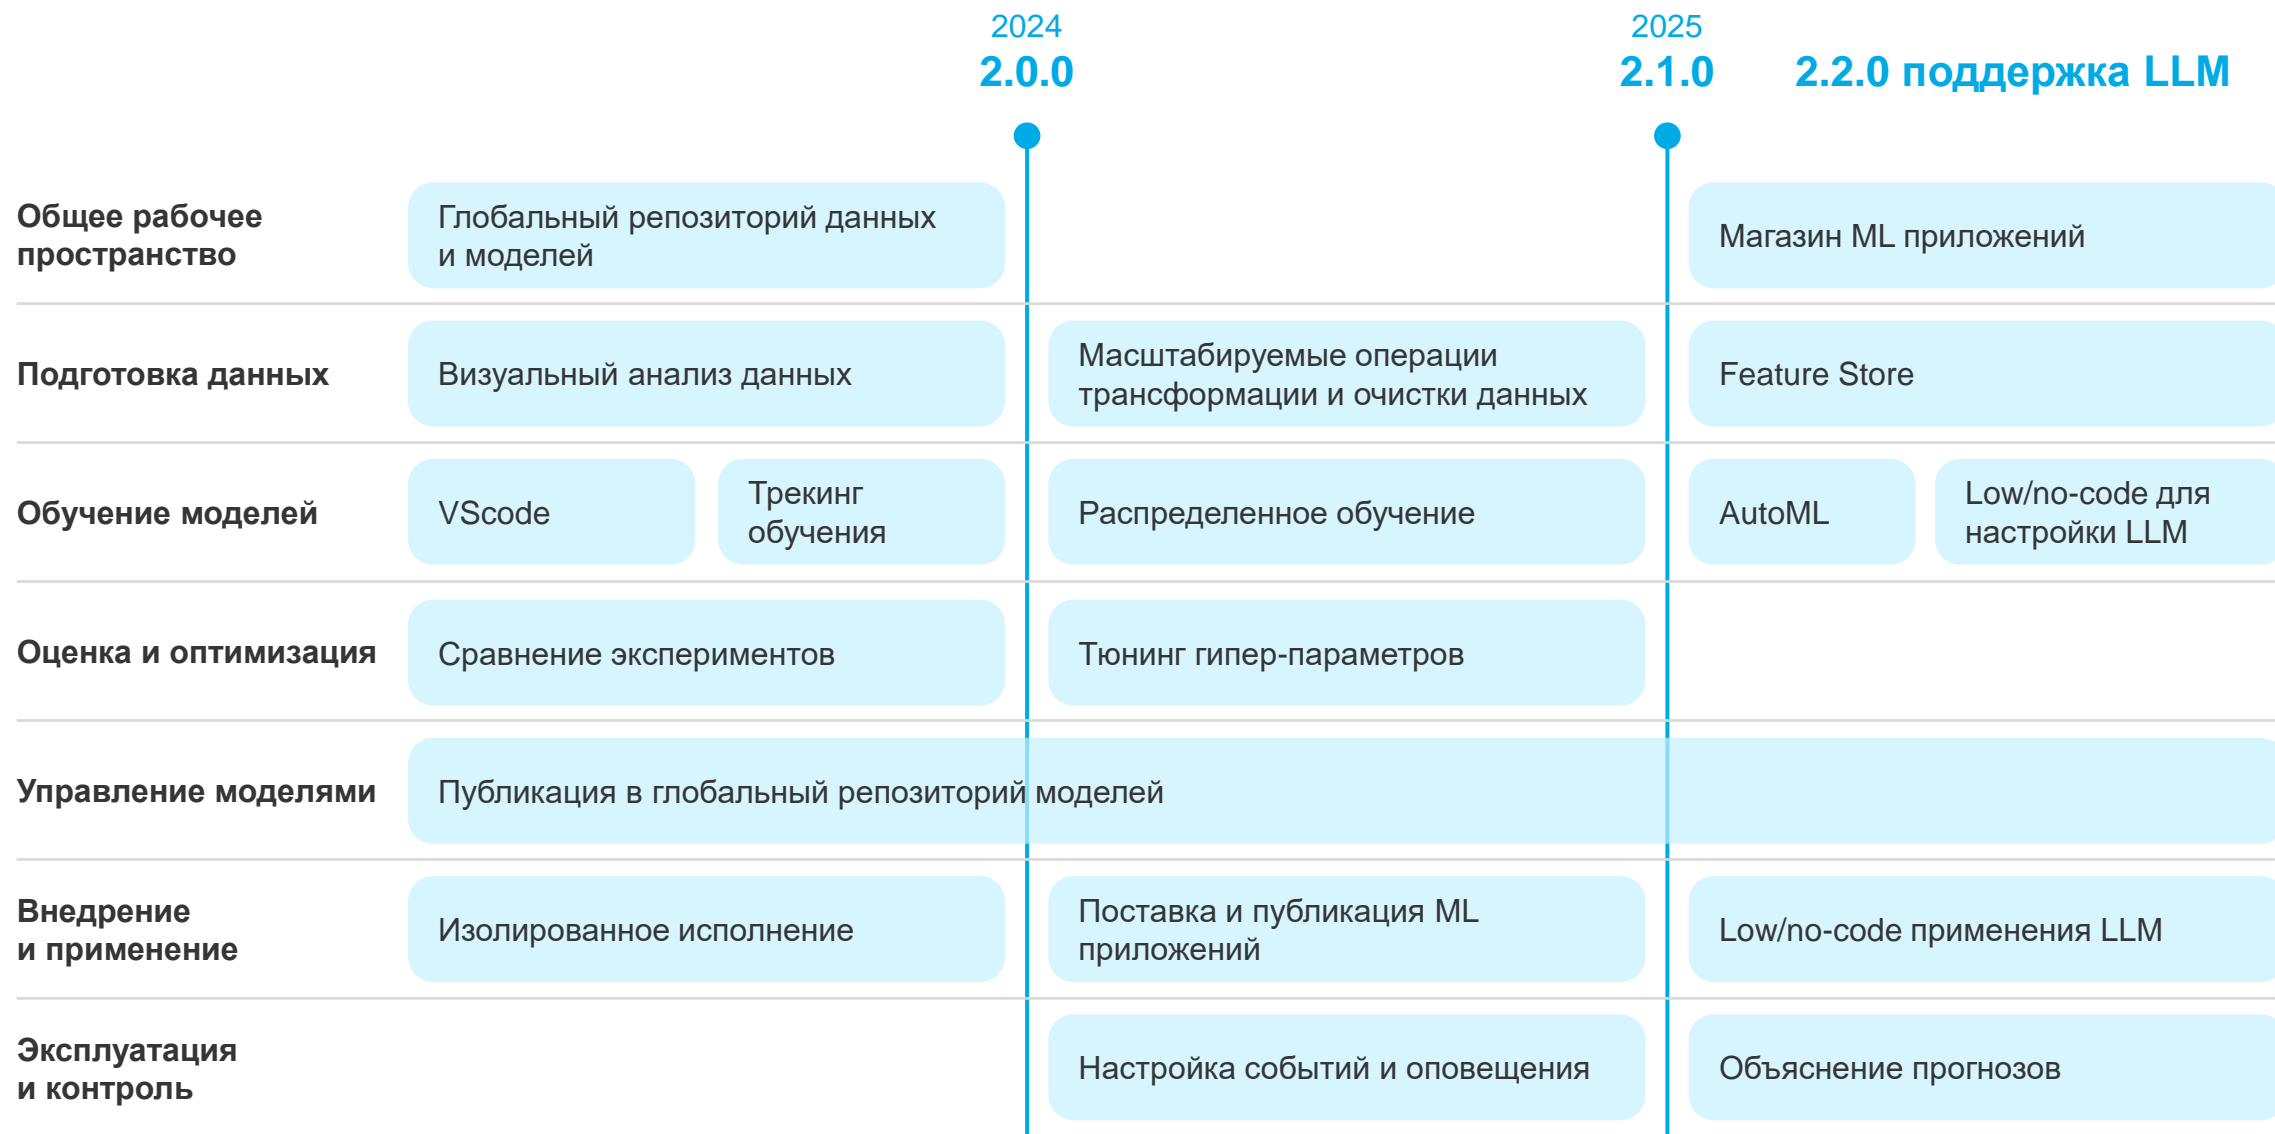 2024
2.0.0
2025
2.1.0
2.2.0 поддержка LLM
Общее рабочее
пространство
Глобальный репозиторий данных
и моделей
Магазин ML приложений
Подготовка данных
Визуальный анализ данных
Масштабируемые операции
трансформации и очистки данных
Feature Store
Обучение моделей
VScode
Трекинг
обучения
Распределенное обучение
AutoML
Low/no-code для
настройки LLM
Оценка и оптимизация
Сравнение экспериментов
Тюнинг гипер-параметров
Управление моделями
Публикация в глобальный репозиторий моделей
Внедрение
и применение
Изолированное исполнение
Поставка и публикация ML
приложений
Low/no-code применения LLM
Эксплуатация
и контроль
Настройка событий и оповещения
Объяснение прогнозов